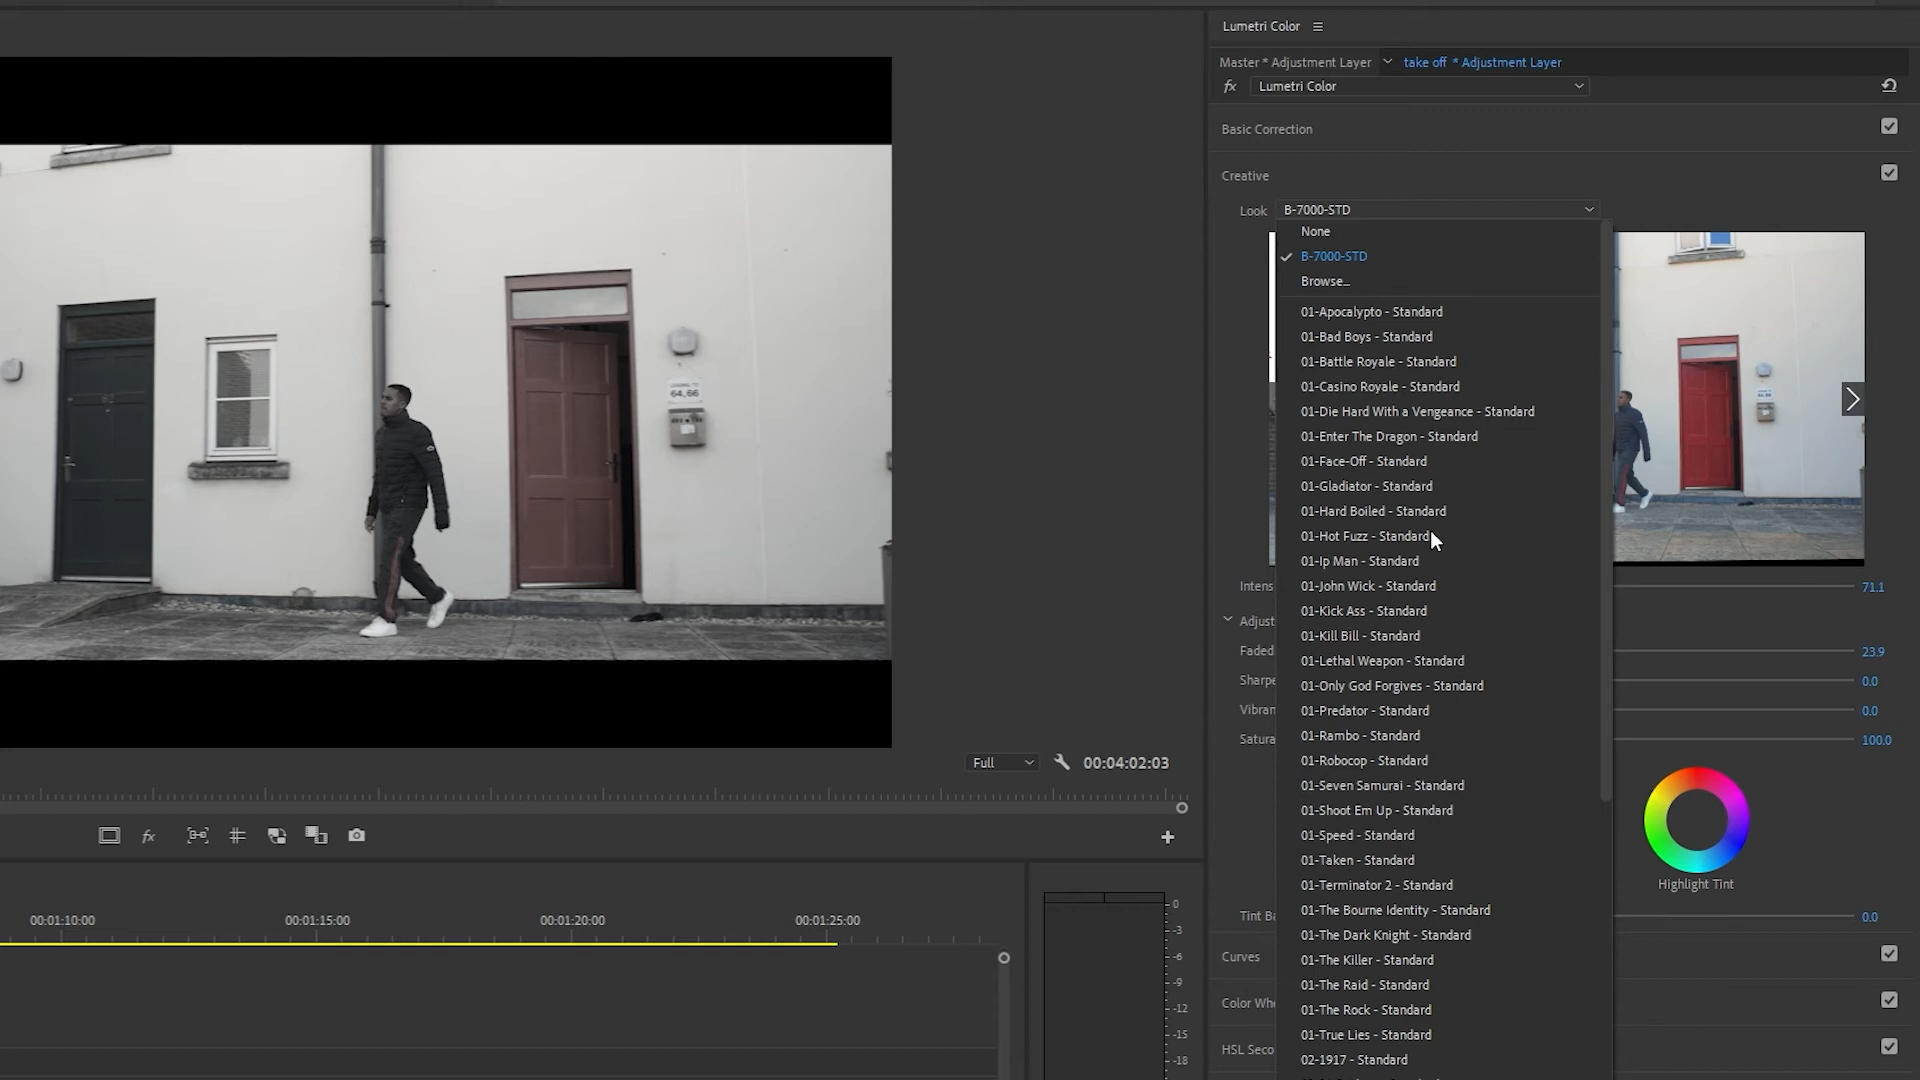 Lumetri Color
Master * Adjustment Layer
take off * Adjustment Layer
fx
Lumetri Color
Basic Correction
Creative
Look
B-7000-STD
None
B-7000-STD
Browse...
01-Apocalypto - Standard
01-Bad Boys - Standard
01-Battle Royale - Standard
01-Casino Royale - Standard
01-Die Hard With a Vengeance - Standard
01-Enter The Dragon - Standard
01-Face-Off - Standard
01-Gladiator - Standard
01-Hard Boiled - Standard
01-Hot Fuzz - Standard
01-Ip Man - Standard
01-John Wick - Standard
01-Kick Ass - Standard
01-Kill Bill - Standard
01-Lethal Weapon - Standard
01-Only God Forgives - Standard
01-Predator - Standard
01-Rambo - Standard
01-Robocop - Standard
01-Seven Samurai - Standard
01-Shoot Em Up - Standard
01-Speed - Standard
01-Taken - Standard
01-Terminator 2 - Standard
01-The Bourne Identity - Standard
01-The Dark Knight - Standard
01-The Killer - Standard
01-The Raid - Standard
01-The Rock - Standard
01-True Lies - Standard
02-1917 - Standard
Intens
71.1
Adjust
Faded
23.9
Sharpe
0.0
Vibran
0.0
Satura
100.0
Highlight Tint
Tint Ba
0.0
Curves
Color Whe
HSL Seco
64,66
Full
00:04:02:03
fx
00:01:10:00
00:01:15:00
00:01:20:00
00:01:25:00
0
-3
-6
-9
-12
-15
-18